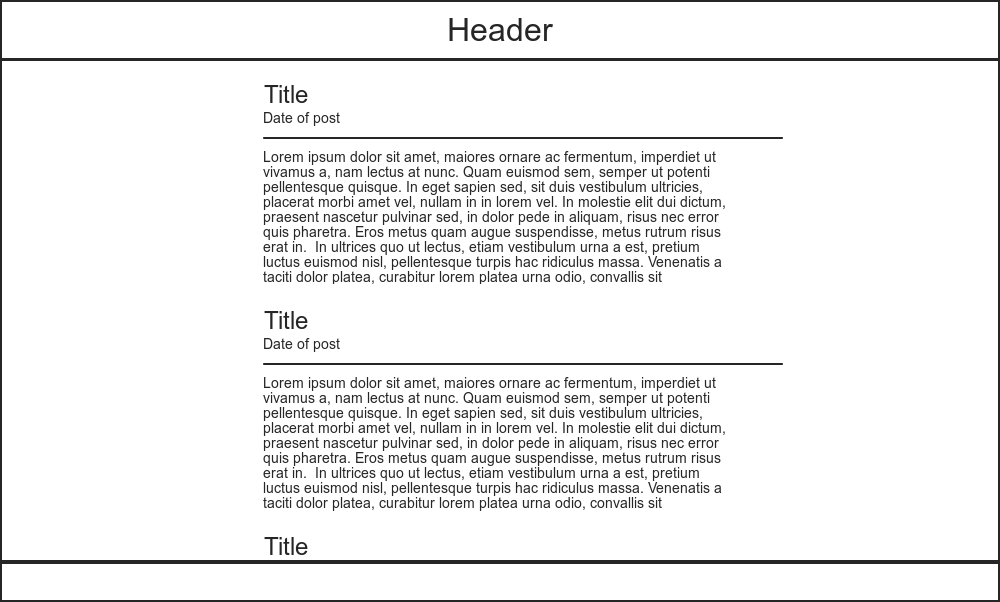 Header
Title
Date of post
Lorem ipsum dolor sit amet, maiores ornare ac fermentum, imperdiet ut
vivamus a, nam lectus at nunc. Quam euismod sem, semper ut potenti
pellentesque quisque. In eget sapien sed, sit duis vestibulum ultricies,
placerat morbi amet vel, nullam in in lorem vel. In molestie elit dui dictum,
praesent nascetur pulvinar sed, in dolor pede in aliquam, risus nec error
quis pharetra. Eros metus quam augue suspendisse, metus rutrum risus
erat in.  In ultrices quo ut lectus, etiam vestibulum urna a est, pretium
luctus euismod nisl, pellentesque turpis hac ridiculus massa. Venenatis a
taciti dolor platea, curabitur lorem platea urna odio, convallis sit
Title
Date of post
Lorem ipsum dolor sit amet, maiores ornare ac fermentum, imperdiet ut
vivamus a, nam lectus at nunc. Quam euismod sem, semper ut potenti
pellentesque quisque. In eget sapien sed, sit duis vestibulum ultricies,
placerat morbi amet vel, nullam in in lorem vel. In molestie elit dui dictum,
praesent nascetur pulvinar sed, in dolor pede in aliquam, risus nec error
quis pharetra. Eros metus quam augue suspendisse, metus rutrum risus
erat in.  In ultrices quo ut lectus, etiam vestibulum urna a est, pretium
luctus euismod nisl, pellentesque turpis hac ridiculus massa. Venenatis a
taciti dolor platea, curabitur lorem platea urna odio, convallis sit
Title